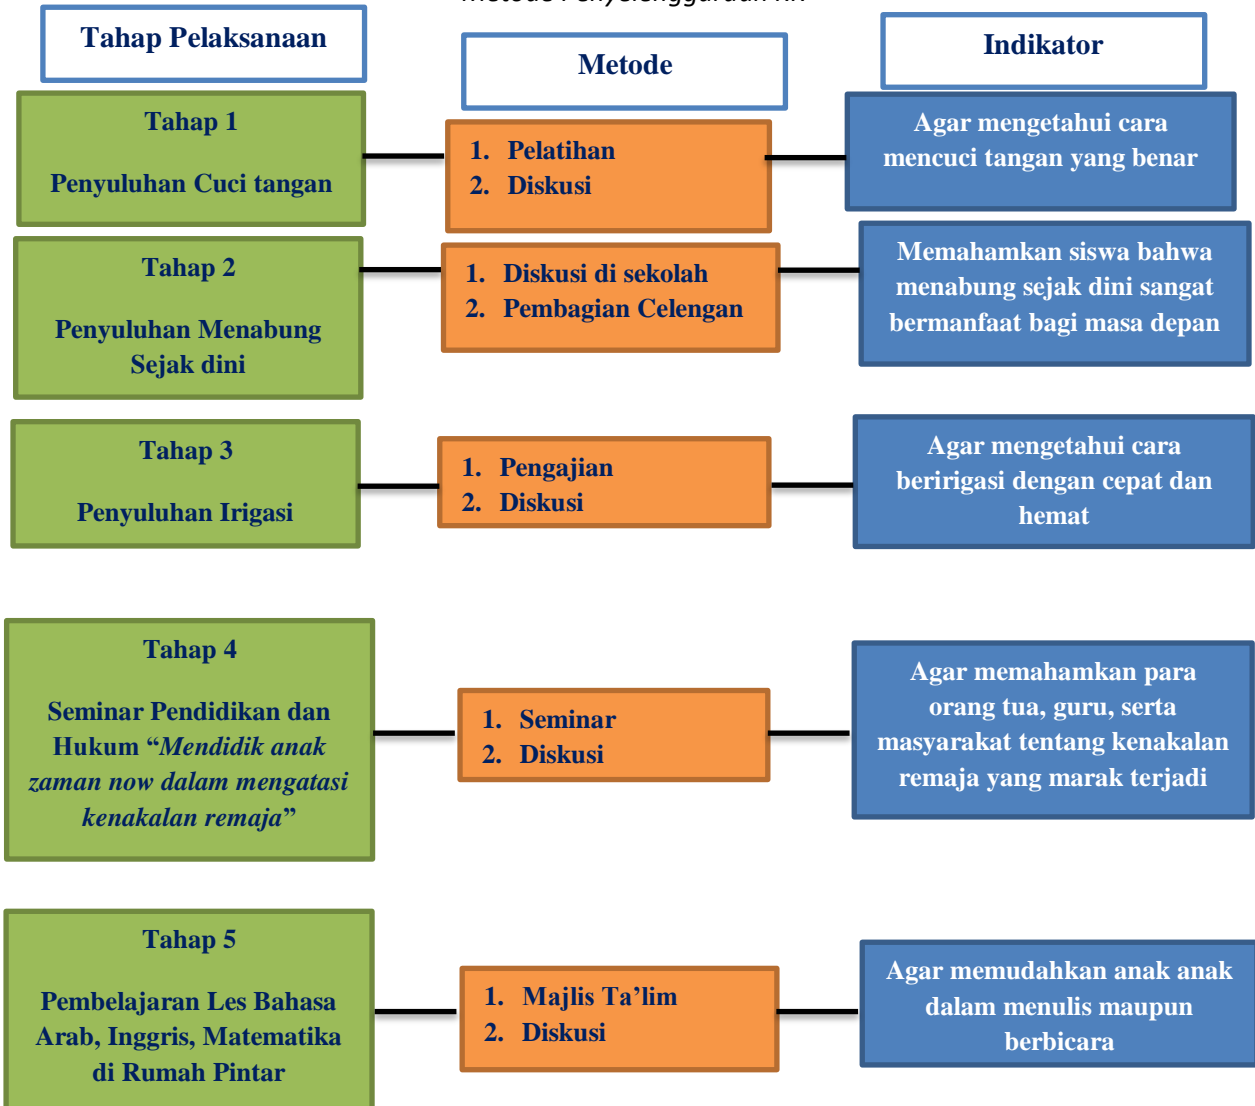 Metode Penyelenggaraan
Tahap Pelaksanaan
Metode
Indikator
Tahap 1
Penyuluhan Cuci tangan
1. Pelatihan
2. Diskusi
Agar mengetahui cara
mencuci tangan yang benar
Tahap 2
Penyuluhan Menabung
Sejak dini
1. Diskusi di sekolah
2. Pembagian Celengan
Memahamkan siswa bahwa
menabung sejak dini sangat
bermanfaat bagi masa depan
Tahap 3
Penyuluhan Irigasi
1. Pengajian
2. Diskusi
Agar mengetahui cara
beririgasi dengan cepat dan
hemat
Tahap 4
Seminar Pendidikan dan
Hukum “Mendidik anak
zaman now dalam mengatasi
kenakalan remaja”
1. Seminar
2. Diskusi
Agar memahamkan para
orang tua, guru, serta
masyarakat tentang kenakalan
remaja yang marak terjadi
Tahap 5
Pembelajaran Les Bahasa
Arab, Inggris, Matematika
di Rumah Pintar
1. Majlis Ta’lim
2. Diskusi
Agar memudahkan anak anak
dalam menulis maupun
berbicara